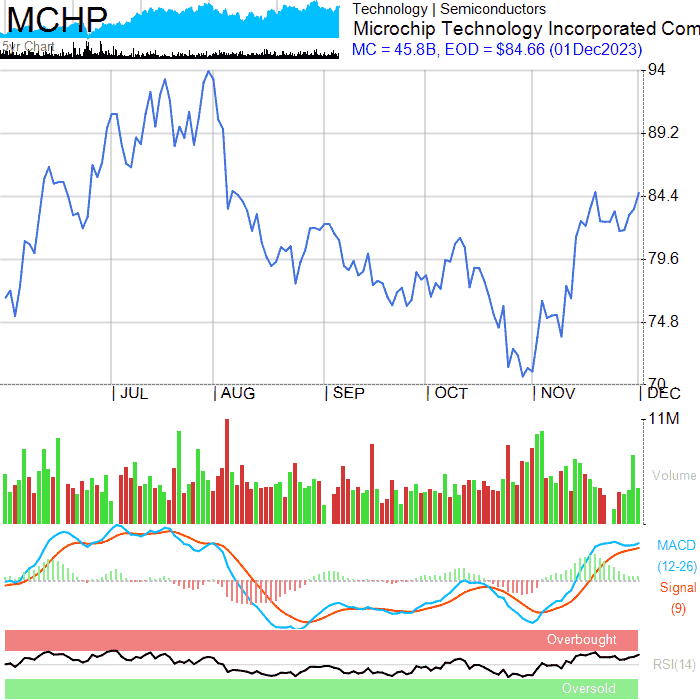 MCHP
5yr Chart
Technology | Semiconductors
Microchip Technology Incorporated Com
MC = 45.8B, EOD = $84.66 (01Dec2023)
94
89.2
84.4
79.6
74.8
70
| JUL
| AUG
| SEP
| OCT
| NOV
| DEC
11M
Volume
MACD
(12-26)
Signal
(9)
Overbought
RSI(14)
Oversold